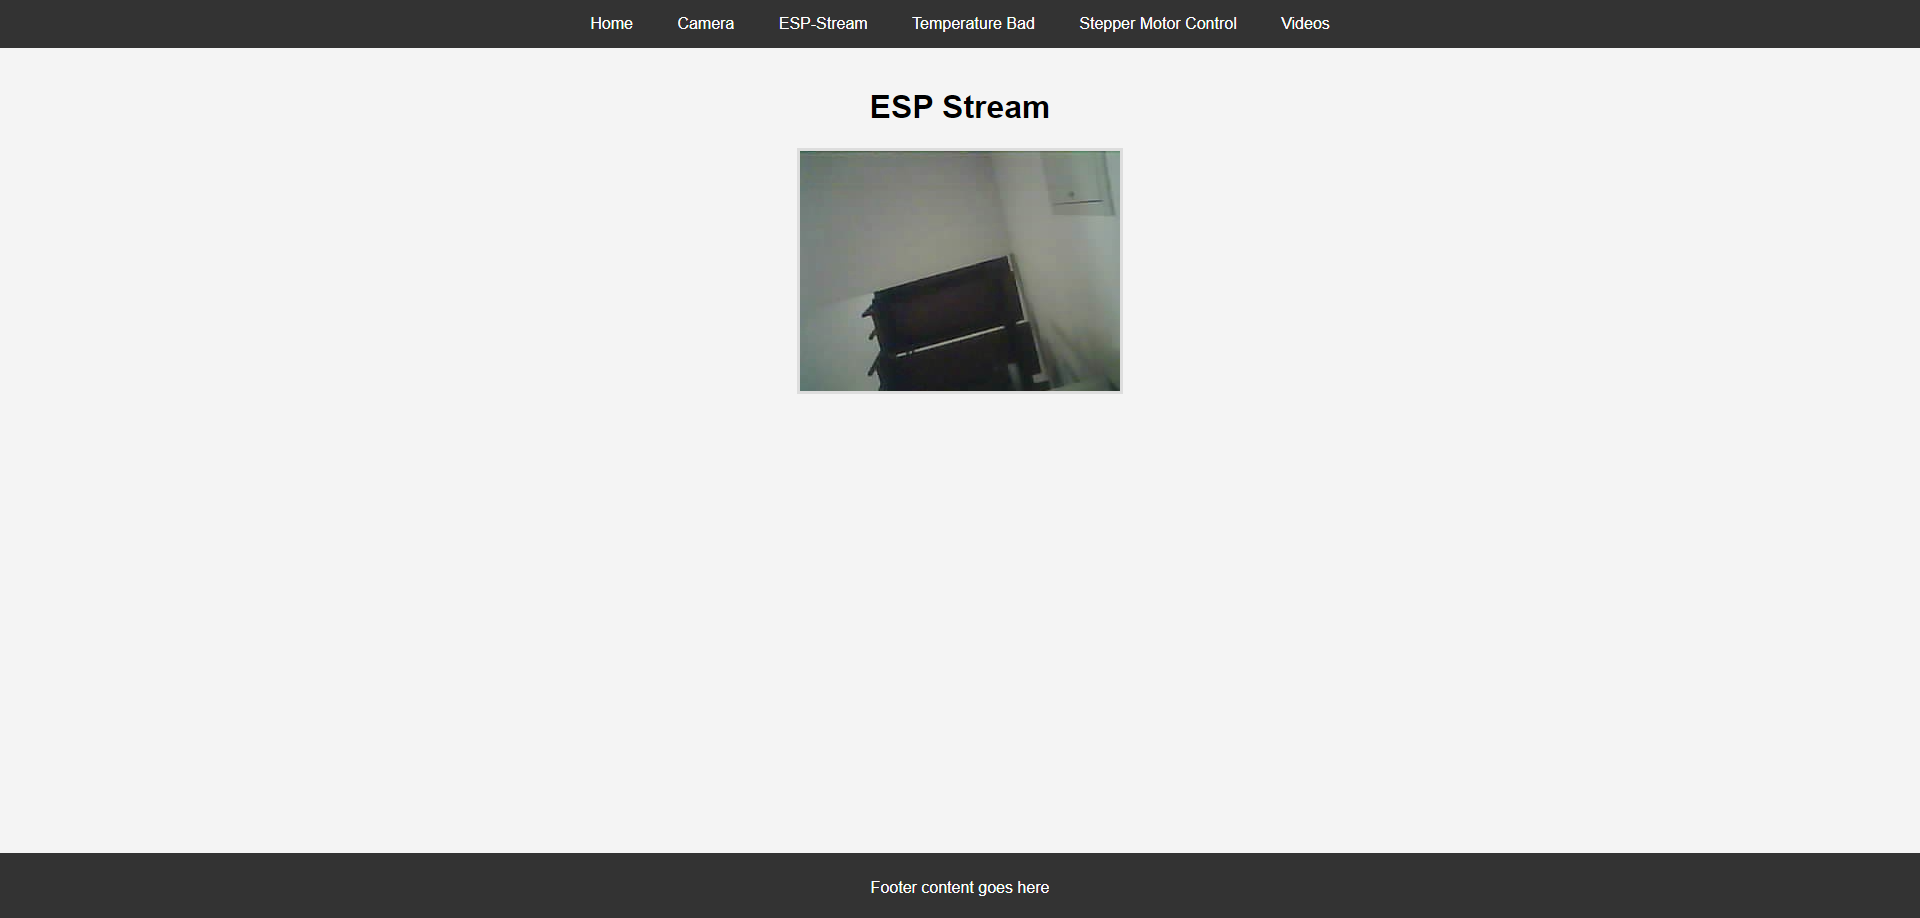 Home Camera ESP-Stream Temperature Bad Stepper Motor Control Videos
ESP Stream
Footer content goes here